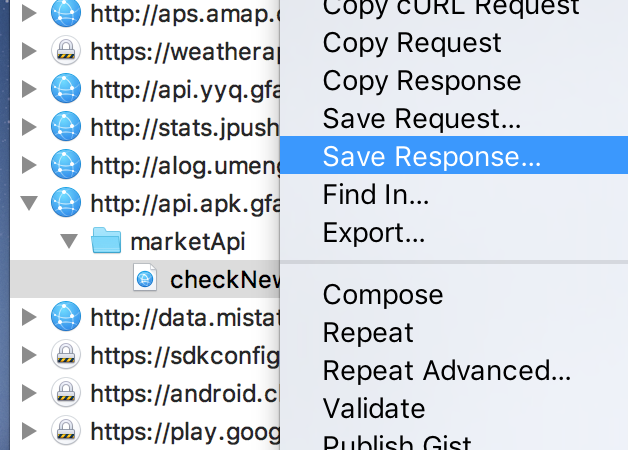 http://aps.amap.
https://weatherap
http://api.yyq.gfa
http://stats.jpush
http://alog.umeng
http://api.apk.gfa
marketApi
checkNew
http://data.mistat
https://sdkconfig
https://android.cl
https://play.goog
Copy cURL Request
Copy Request
Copy Response
Save Request...
Save Response...
Find In...
Export...
Compose
Repeat
Repeat Advanced...
Validate
Publish Gist